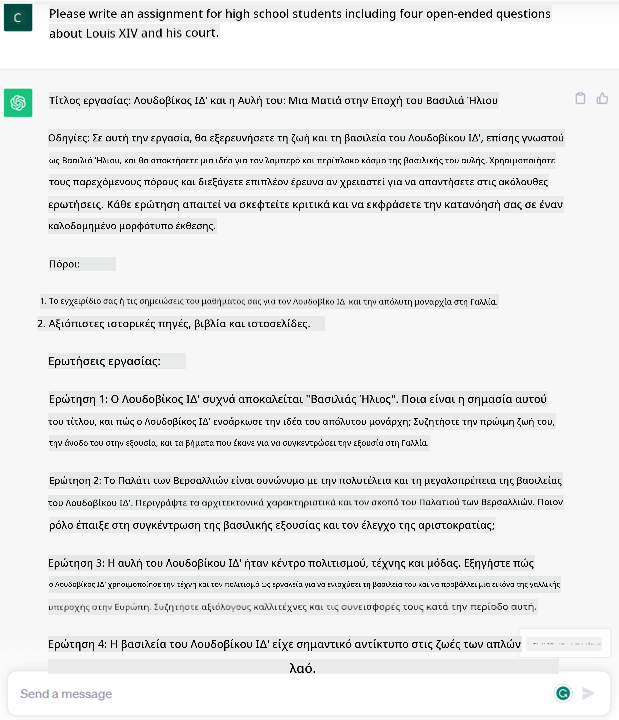 C
Please write an assignment for high school students including four open-ended questions
about Louis XIV and his court.
Τίτλος εργασίας: Λουδοβίκος ΙΔ' και η Αυλή του: Μια Ματιά στην Εποχή του Βασιλιά Ήλιου
Οδηγίες: Σε αυτή την εργασία, θα εξερευνήσετε τη ζωή και τη βασιλεία του Λουδοβίκου ΙΔ', επίσης γνωστού
ως Βασιλιά Ήλιου, και θα αποκτήσετε μια ιδέα για τον λαμπερό και περίπλοκο κόσμο της βασιλικής του αυλής. Χρησιμοποιήστε
τους παρεχόμενους πόρους και διεξάγετε επιπλέον έρευνα αν χρειαστεί για να απαντήσετε στις ακόλουθες
ερωτήσεις. Κάθε ερώτηση απαιτεί να σκεφτείτε κριτικά και να εκφράσετε την κατανόησή σας σε έναν
καλοδομημένο μορφότυπο έκθεσης.
Πόροι:
1. Το εγχειρίδιο σας ή τις σημειώσεις του μαθήματος σας για τον Λουδοβίκο ΙΔ' και την απόλυτη μοναρχία στη Γαλλία.
2. Αξιόπιστες ιστορικές πηγές, βιβλία και ιστοσελίδες.
Ερωτήσεις εργασίας:
Ερώτηση 1: Ο Λουδοβίκος ΙΔ' συχνά αποκαλείται "Βασιλιάς Ήλιος". Ποια είναι η σημασία αυτού
του τίτλου, και πώς ο Λουδοβίκος ΙΔ' ενσάρκωσε την ιδέα του απόλυτου μονάρχη; Συζητήστε την πρώιμη ζωή του,
την άνοδο του στην εξουσία, και τα βήματα που έκανε για να συγκεντρώσει την εξουσία στη Γαλλία.
Ερώτηση 2: Το Παλάτι των Βερσαλλιών είναι συνώνυμο με την πολυτέλεια και τη μεγαλοπρέπεια της βασιλείας
του Λουδοβίκου ΙΔ'. Περιγράψτε τα αρχιτεκτονικά χαρακτηριστικά και τον σκοπό του Παλατιού των Βερσαλλιών. Ποιον
ρόλο έπαιξε στη συγκέντρωση της βασιλικής εξουσίας και τον έλεγχο της αριστοκρατίας;
Ερώτηση 3: Η αυλή του Λουδοβίκου ΙΔ' ήταν κέντρο πολιτισμού, τέχνης και μόδας. Εξηγήστε πώς
ο Λουδοβίκος ΙΔ' χρησιμοποίησε την τέχνη και τον πολιτισμό ως εργαλεία για να ενισχύσει τη βασιλεία του και να προβάλλει μια εικόνα της γαλλικής
υπεροχής στην Ευρώπη. Συζητήστε αξιόλογους καλλιτέχνες και τις συνεισφορές τους κατά την περίοδο αυτή.
Ερώτηση 4: Η βασιλεία του Λουδοβίκου ΙΔ' είχε σημαντικό αντίκτυπο στις ζωές των απλών
λαό.
Send a message